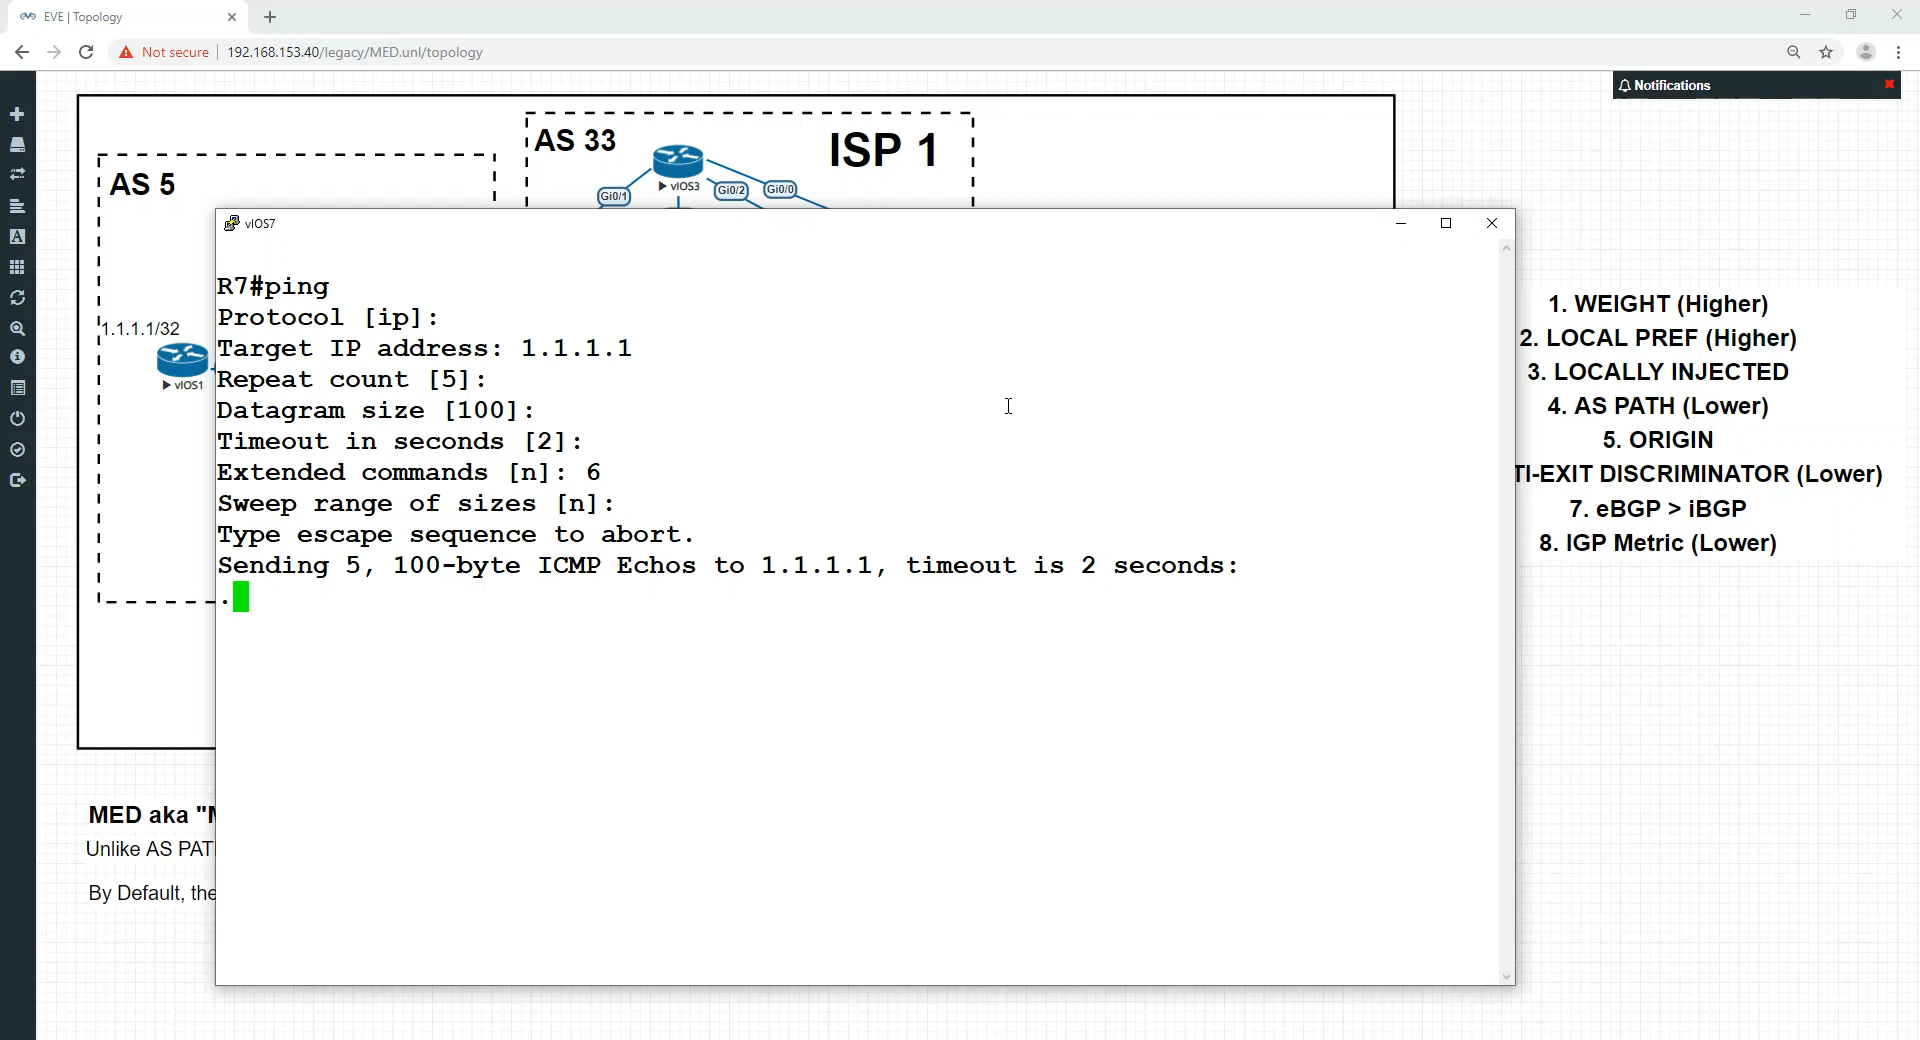 EVE | Topology
Not secure
192.168.153.40/legacy/MED.unl/topology
Notifications
AS 33
ISP 1
AS 5
vIOS3
Gi0/1
Gi0/2
Gi0/0
vIOS7
R7#ping
Protocol [ip]:
Target IP address: 1.1.1.1
Repeat count [5]:
Datagram size [100]:
Timeout in seconds [2]:
Extended commands [n]: 6
Sweep range of sizes [n]:
Type escape sequence to abort.
Sending 5, 100-byte ICMP Echos to 1.1.1.1, timeout is 2 seconds:
.
1.1.1.1/32
vIOS1
1. WEIGHT (Higher)
2. LOCAL PREF (Higher)
3. LOCALLY INJECTED
4. AS PATH (Lower)
5. ORIGIN
TI-EXIT DISCRIMINATOR (Lower)
7. eBGP > iBGP
8. IGP Metric (Lower)
MED aka "M
Unlike AS PAT
By Default, the